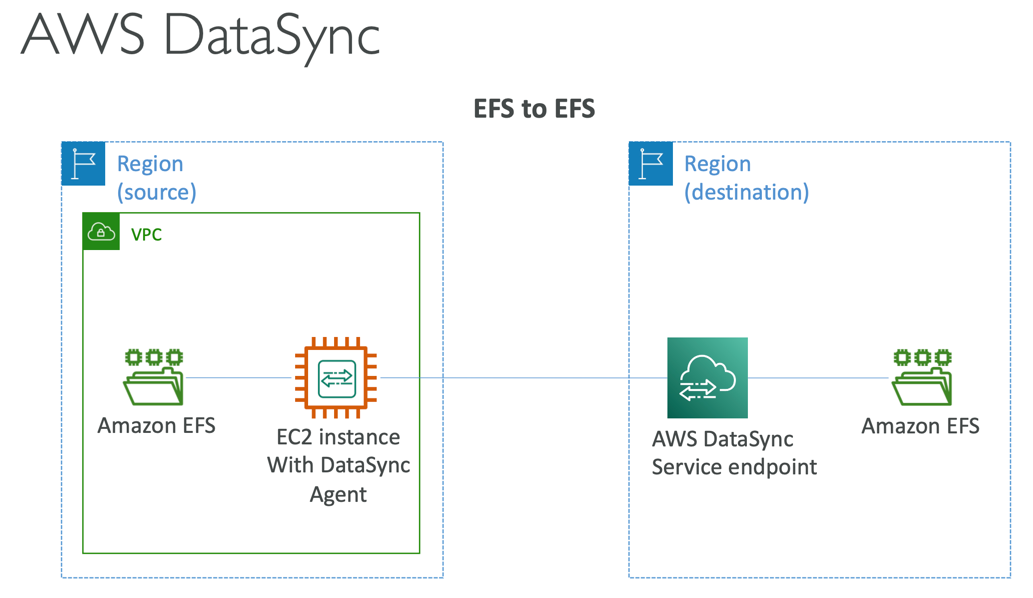 AWS DataSync
EFS to EFS
Region
(source)
VPC
Amazon EFS
EC2 instance
With DataSync
Agent
Region
(destination)
AWS DataSync
Service endpoint
Amazon EFS